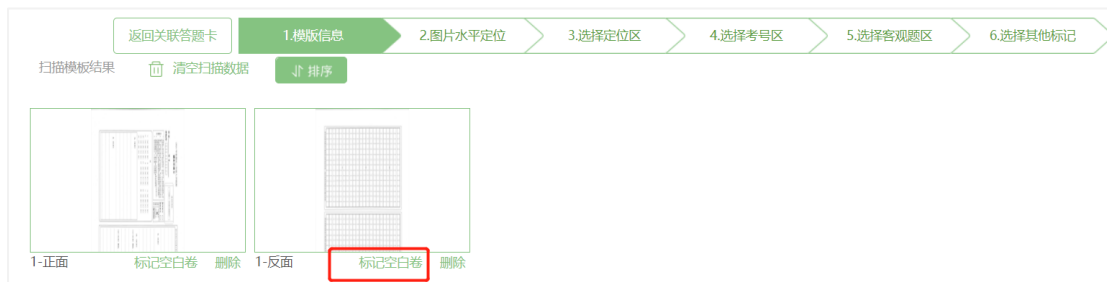 返回关联答题卡 1.模版信息 2.图片水平定位 3.选择定位区 4.选择考号区 5.选择客观题区 6.选择其他标记
扫描模板结果 清空扫描数据 排序
1-正面 标记空白卷 删除 1-反面 标记空白卷 删除